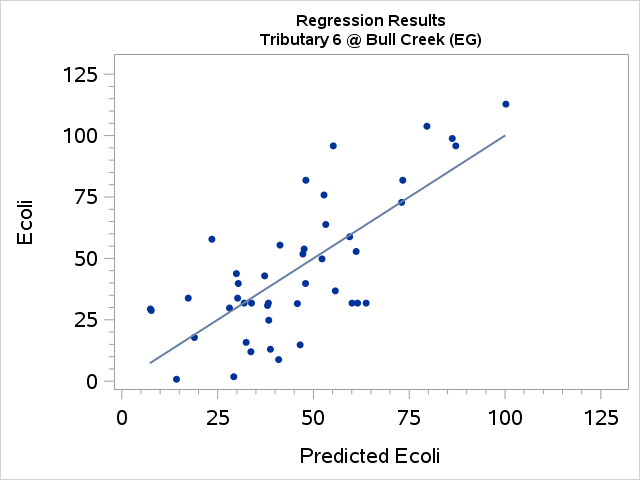 Regression Results
Tributary 6 @ Bull Creek (EG)
125
100
75
50
25
0
Ecoli
0 25 50 75 100 125
Predicted Ecoli